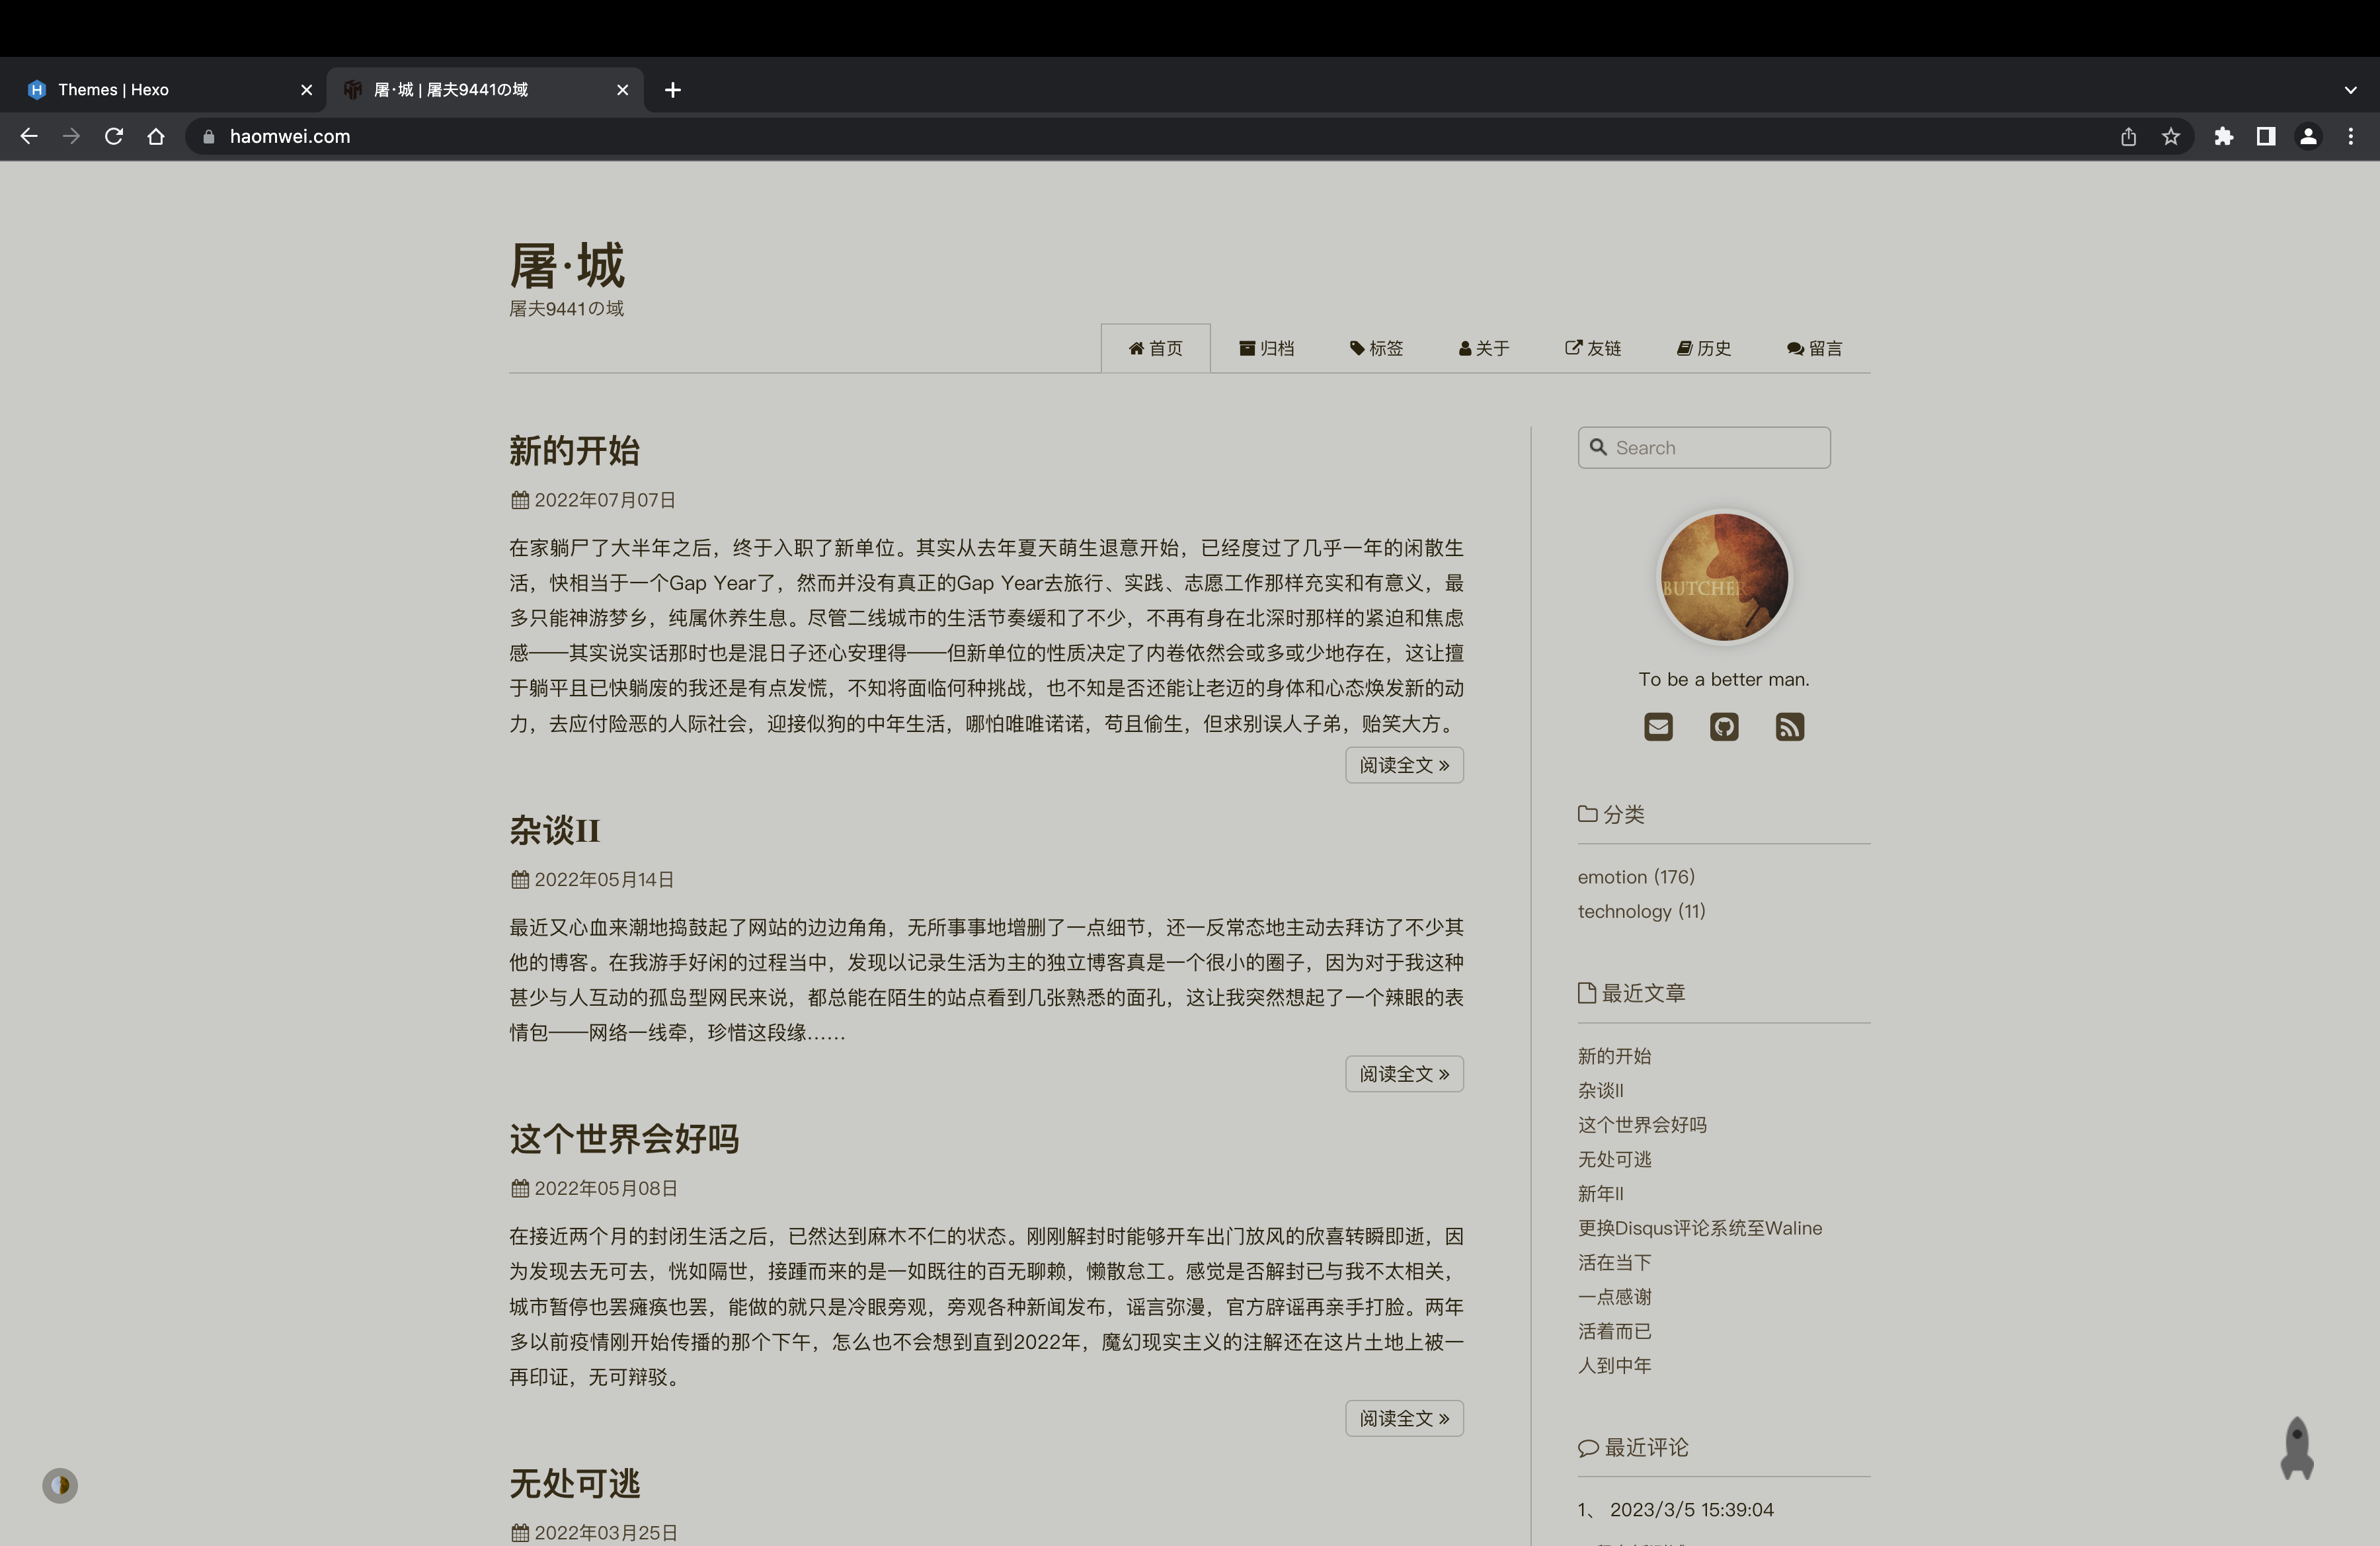 Themes | Hexo
屠·城 | 屠夫9441の域
haomwei.com
屠·城
屠夫9441の域
首页
归档
标签
关于
友链
历史
留言
新的开始
2022年07月07日
在家躺尸了大半年之后，终于入职了新单位。其实从去年夏天萌生退意开始，已经度过了几乎一年的闲散生
活，快相当于一个Gap Year了，然而并没有真正的Gap Year去旅行、实践、志愿工作那样充实和有意义，最
多只能神游梦乡，纯属休养生息。尽管二线城市的生活节奏缓和了不少，不再有身在北深时那样的紧迫和焦虑
感——其实说实话那时也是混日子还心安理得——但新单位的性质决定了内卷依然会或多或少地存在，这让擅
于躺平且已快躺废的我还是有点发慌，不知将面临何种挑战，也不知是否还能让老迈的身体和心态焕发新的动
力，去应付险恶的人际社会，迎接似狗的中年生活，哪怕唯唯诺诺，苟且偷生，但求别误人子弟，贻笑大方。
阅读全文 »
杂谈II
2022年05月14日
最近又心血来潮地捣鼓起了网站的边边角角，无所事事地增删了一点细节，还一反常态地主动去拜访了不少其
他的博客。在我游手好闲的过程当中，发现以记录生活为主的独立博客真是一个很小的圈子，因为对于我这种
甚少与人互动的孤岛型网民来说，都总能在陌生的站点看到几张熟悉的面孔，这让我突然想起了一个辣眼的表
情包——网络一线牵，珍惜这段缘……
阅读全文 »
这个世界会好吗
2022年05月08日
在接近两个月的封闭生活之后，已然达到麻木不仁的状态。刚刚解封时能够开车出门放风的欣喜转瞬即逝，因
为发现去无可去，恍如隔世，接踵而来的是一如既往的百无聊赖，懒散怠工。感觉是否解封已与我不太相关，
城市暂停也罢瘫痪也罢，能做的就只是冷眼旁观，旁观各种新闻发布，谣言弥漫，官方辟谣再亲手打脸。两年
多以前疫情刚开始传播的那个下午，怎么也不会想到直到2022年，魔幻现实主义的注解还在这片土地上被一
再印证，无可辩驳。
阅读全文 »
无处可逃
2022年03月25日
Search
BUTCHER
To be a better man.
分类
emotion (176)
technology (11)
最近文章
新的开始
杂谈II
这个世界会好吗
无处可逃
新年II
更换Disqus评论系统至Waline
活在当下
一点感谢
活着而已
人到中年
最近评论
1、 2023/3/5 15:39:04